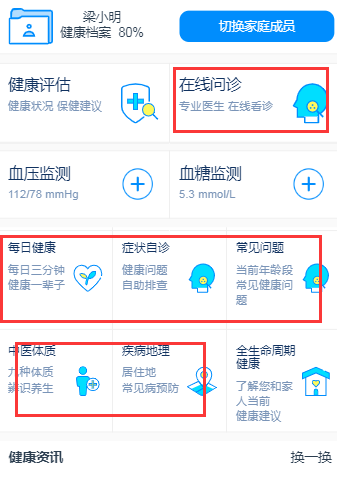 梁小明
健康档案 80%
切换家庭成员
健康评估
健康状况 保健建议
在线问诊
专业医生 在线看诊
血压监测
112/78 mmHg
血糖监测
5.3 mmol/L
每日健康
每日三分钟
健康一辈子
症状自诊
健康问题
自助排查
常见问题
当前年龄段
常见健康问
题
中医体质
九种体质
辨识养生
疾病地理
居住地
常见病预防
全生命周期
健康
了解您和家
人当前
健康建议
健康资讯
换一换